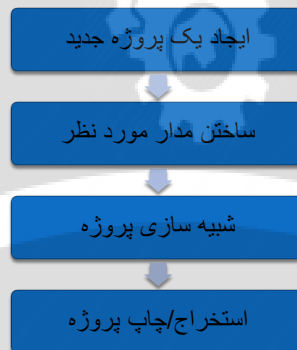 ایجاد یک پروژه جدید
ساختن مدار مورد نظر
شبیه سازی پروژه
استخراج/چاپ پروژه